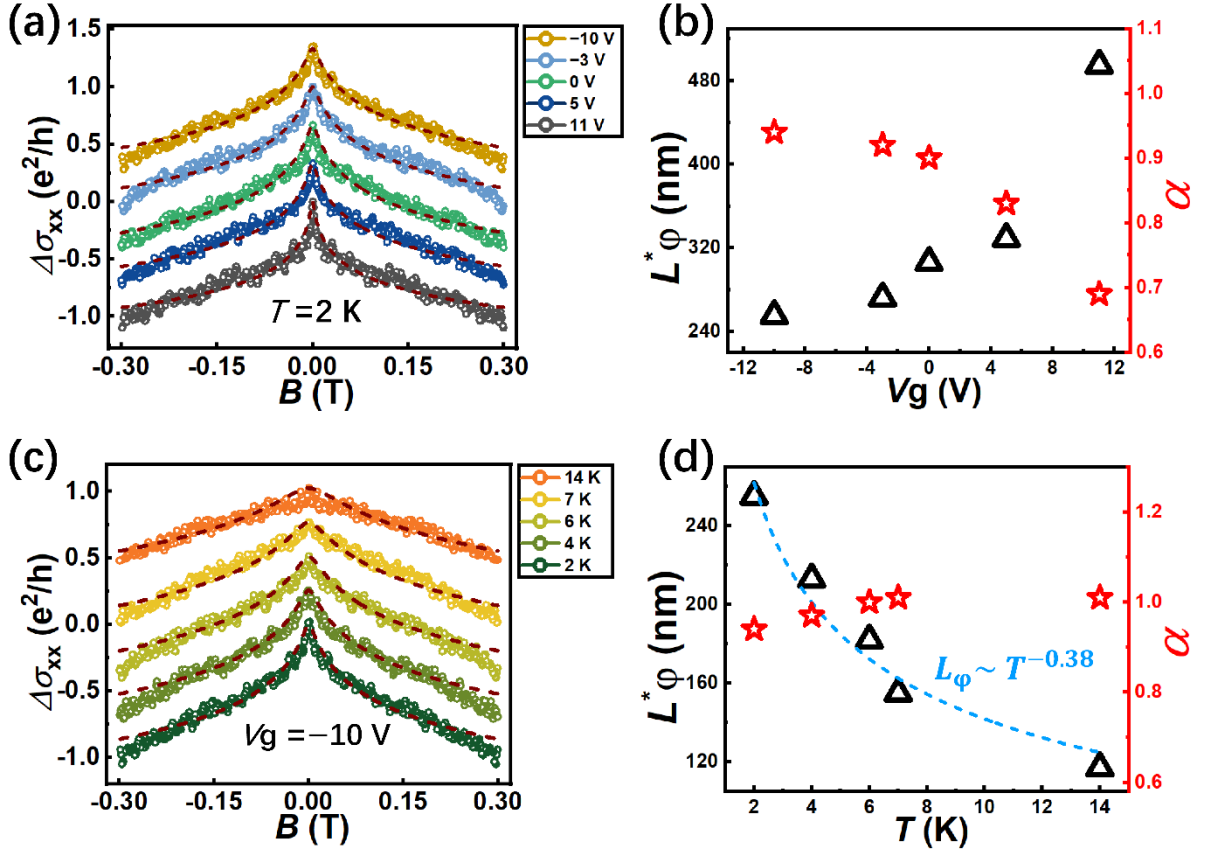 (a)
1.5
1.0
0.5
0.0
-0.5
-1.0
Δσxx (e²/h)
-0.30 -0.15 0.00 0.15 0.30
B (T)
T =2 K
−10 V
−3 V
0 V
5 V
11 V
(b)
480
400
320
240
L*φ (nm)
-12 -8 -4 0 4 8 12
Vg (V)
1.1
1.0
0.9
0.8
0.7
0.6
α
(c)
1.0
0.5
0.0
-0.5
-1.0
Δσxx (e²/h)
-0.30 -0.15 0.00 0.15 0.30
B (T)
Vg =−10 V
14 K
7 K
6 K
4 K
2 K
(d)
240
200
160
120
L*φ (nm)
2 4 6 8 10 12 14
T (K)
Lφ~ T⁻⁰·³⁸
1.2
1.0
0.8
0.6
α